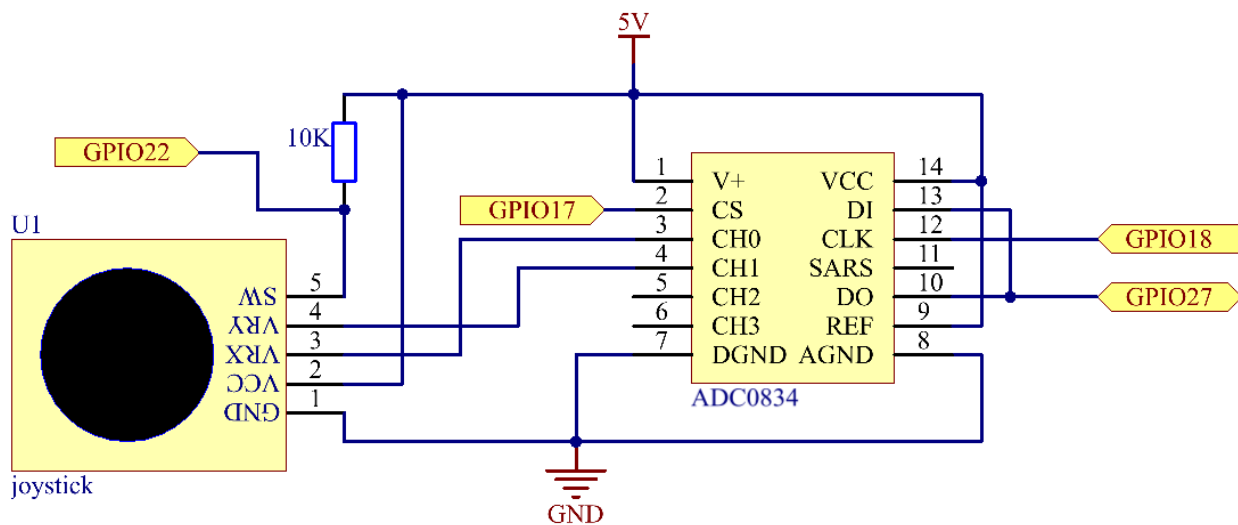 5V
10K
GPIO22
1 V+ VCC 14
GPIO17 2 CS DI 13
U1
3 CH0 CLK 12 GPIO18
4 CH1 SARS 11
SW 5
5 CH2 DO 10 GPIO27
VRY 4
6 CH3 REF 9
VRX 3
7 DGND AGND 8
VCC 2
ADC0834
GND 1
joystick
GND